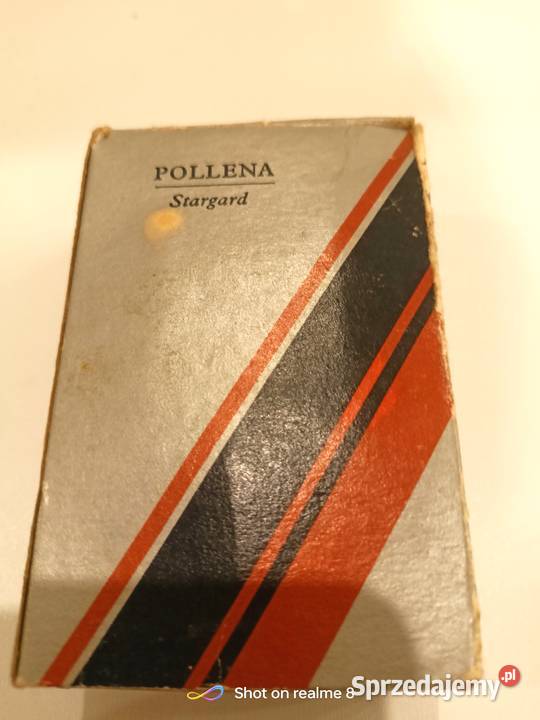 POLLENA
Stargard
Shot on realme 8
Sprzedajemy.pl